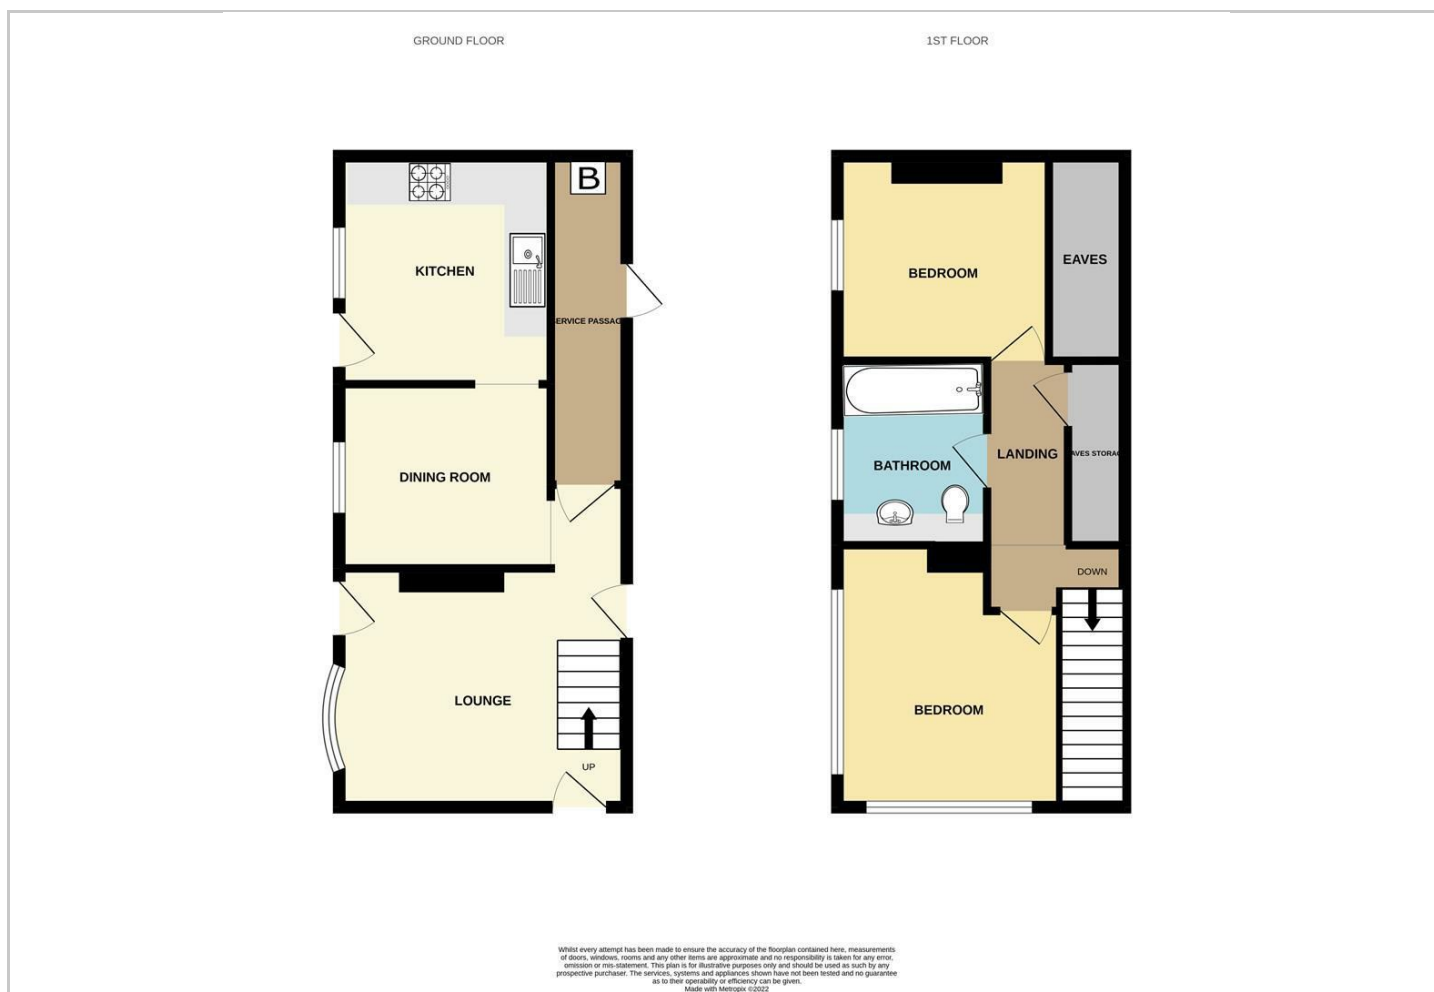 GROUND FLOOR
1ST FLOOR
B
KITCHEN
SERVICE PASSAGE
DINING ROOM
LOUNGE
UP
BEDROOM
EAVES
BATHROOM
LANDING
EAVES STORAGE
DOWN
BEDROOM
Whilst every attempt has been made to ensure the accuracy of the floorplan contained here, measurements
of doors, windows, rooms and any other items are approximate and no responsibility is taken for any error,
omission or mis-statement. This plan is for illustrative purposes only and should be used as such by any
prospective purchaser. The services, systems and appliances shown have not been tested and no guarantee
as to their operability or efficiency can be given.
Made with Metropix ©2022